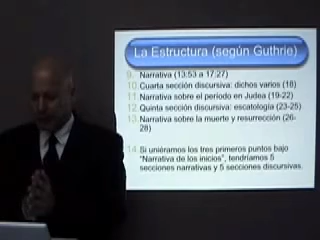 La Estructura (según Guthrie)
9. Narrativa (13:53 a 17:27)
10. Cuarta sección discursiva: dichos varios (18)
11. Narrativa sobre el período en Judea (19-22)
12. Quinta sección discursiva: escatología (23-25)
13. Narrativa sobre la muerte y resurrección (26-
28)
14. Si uniéramos los tres primeros puntos bajo
“Narrativa de los inicios”, tendríamos 5
secciones narrativas y 5 secciones discursivas.